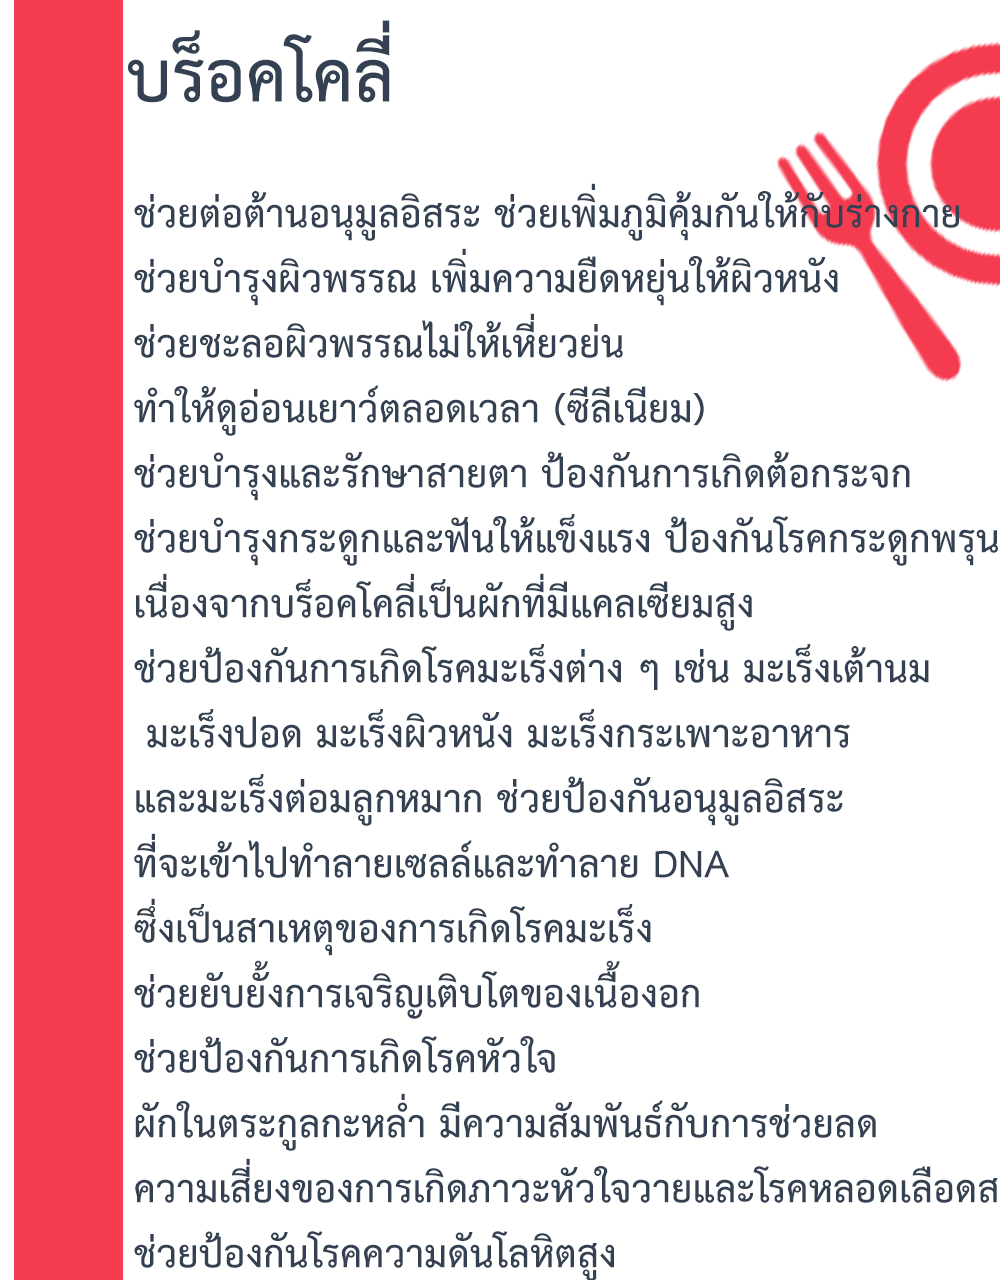 บร็อคโคลี่
ช่วยต่อต้านอนุมูลอิสระ ช่วยเพิ่มภูมิคุ้มกันให้กับร่างกาย
ช่วยบำรุงผิวพรรณ เพิ่มความยืดหยุ่นให้ผิวหนัง
ช่วยชะลอผิวพรรณไม่ให้เหี่ยวย่น
ทำให้ดูอ่อนเยาว์ตลอดเวลา (ซีลีเนียม)
ช่วยบำรุงและรักษาสายตา ป้องกันการเกิดต้อกระจก
ช่วยบำรุงกระดูกและฟันให้แข็งแรง ป้องกันโรคกระดูกพรุน
เนื่องจากบร็อคโคลี่เป็นผักที่มีแคลเซียมสูง
ช่วยป้องกันการเกิดโรคมะเร็งต่าง ๆ เช่น มะเร็งเต้านม
มะเร็งปอด มะเร็งผิวหนัง มะเร็งกระเพาะอาหาร
และมะเร็งต่อมลูกหมาก ช่วยป้องกันอนุมูลอิสระ
ที่จะเข้าไปทำลายเซลล์และทำลาย DNA
ซึ่งเป็นสาเหตุของการเกิดโรคมะเร็ง
ช่วยยับยั้งการเจริญเติบโตของเนื้องอก
ช่วยป้องกันการเกิดโรคหัวใจ
ผักในตระกูลกะหล่ำ มีความสัมพันธ์กับการช่วยลด
ความเสี่ยงของการเกิดภาวะหัวใจวายและโรคหลอดเลือดส
ช่วยป้องกันโรคความดันโลหิตสูง